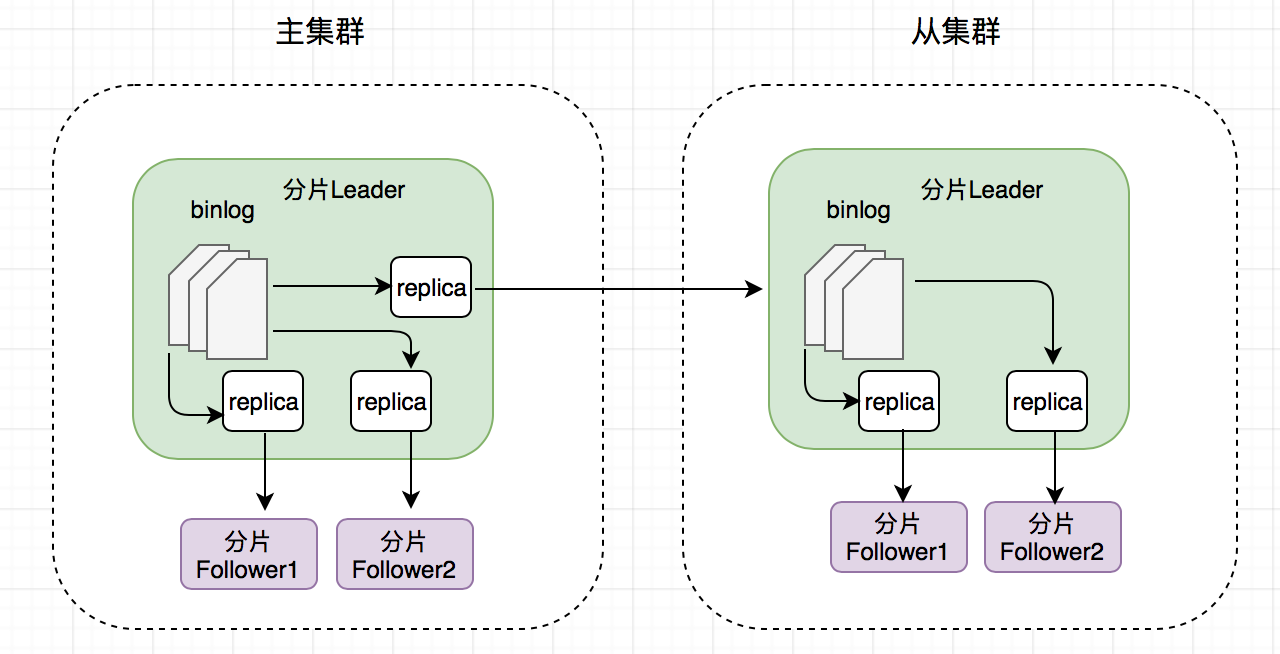 主集群
分片Leader
binlog
replica
replica
replica
分片
Follower1
分片
Follower2
从集群
分片Leader
binlog
replica
replica
分片
Follower1
分片
Follower2